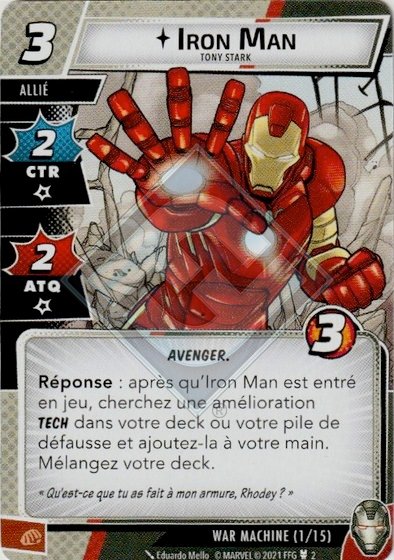 3
IRON MAN
TONY STARK
ALLIÉ
2
CTR
2
ATQ
3
AVENGER.
Réponse : après qu'Iron Man est entré
en jeu, cherchez une amélioration
TECH dans votre deck ou votre pile de
défausse et ajoutez-la à votre main.
Mélangez votre deck.
« Qu'est-ce que tu as fait à mon armure, Rhodey ? »
WAR MACHINE (1/15)
Eduardo Mello © MARVEL © 2021 FFG 2